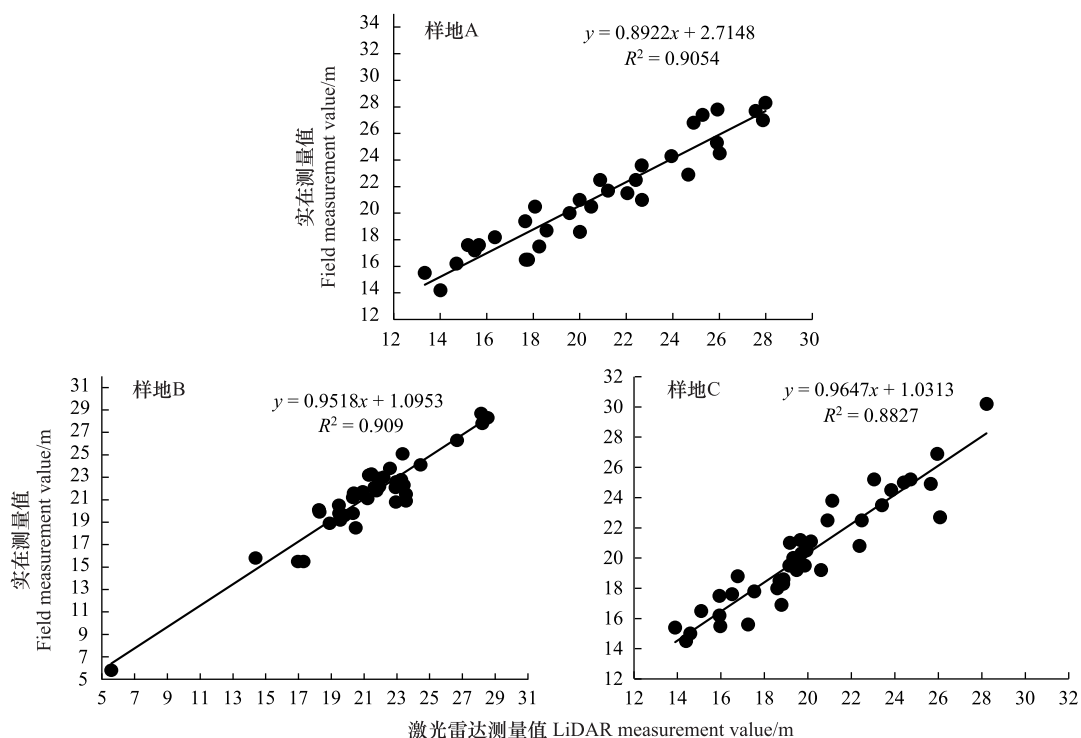 样地A
y = 0.8922x + 2.7148
R² = 0.9054
34
32
30
28
26
24
22
20
18
16
14
12
12 14 16 18 20 22 24 26 28 30
实在测量值
Field measurement value/m
样地B
y = 0.9518x + 1.0953
R² = 0.909
31
29
27
25
23
21
19
17
15
13
11
9
7
5
5 7 9 11 13 15 17 19 21 23 25 27 29 31
实在测量值
Field measurement value/m
样地C
y = 0.9647x + 1.0313
R² = 0.8827
32
30
28
26
24
22
20
18
16
14
12
12 14 16 18 20 22 24 26 28 30 32
激光雷达测量值 LiDAR measurement value/m